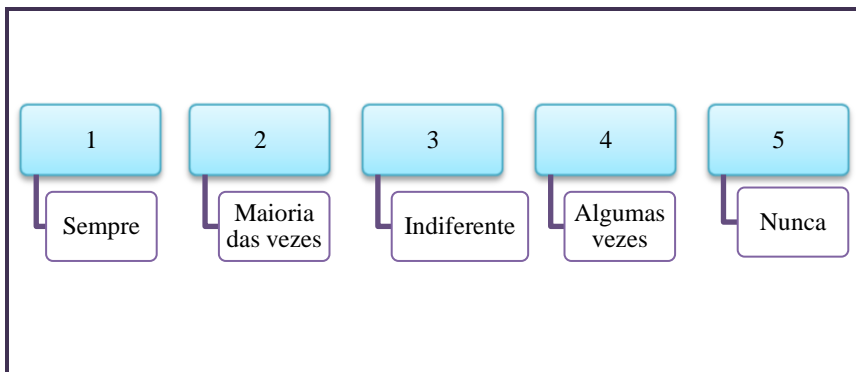 1
Sempre
2
Maioria
das vezes
3
Indiferente
4
Algumas
vezes
5
Nunca